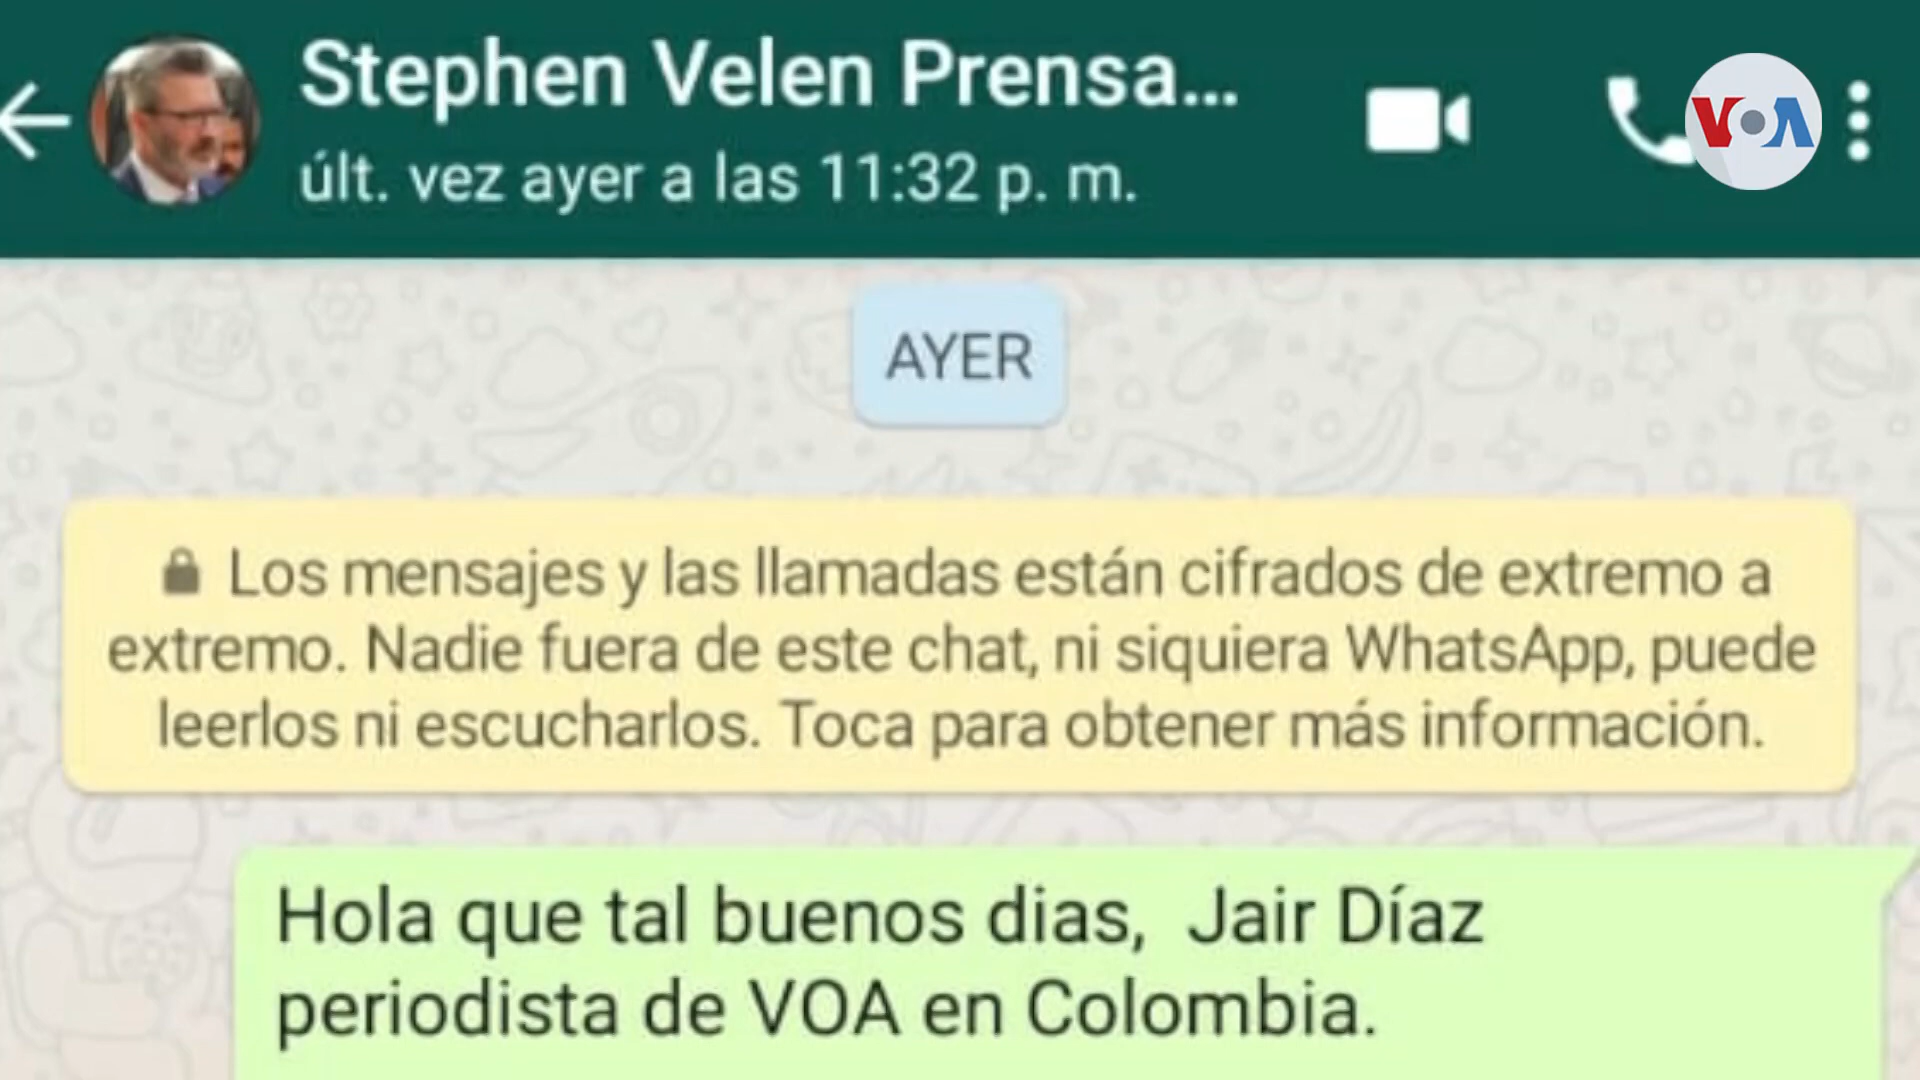 Stephen Velen Prensa...
últ. vez ayer a las 11:32 p. m.
VOA
AYER
Los mensajes y las llamadas están cifrados de extremo a
extremo. Nadie fuera de este chat, ni siquiera WhatsApp, puede
leerlos ni escucharlos. Toca para obtener más información.
Hola que tal buenos dias,  Jair Díaz
periodista de VOA en Colombia.